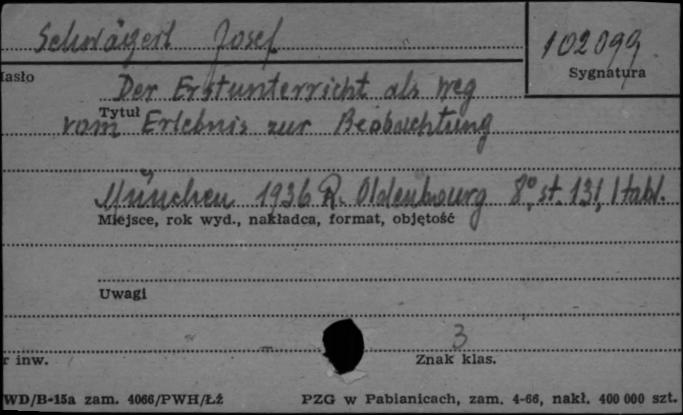 Schwägerl Josef
102099
Sygnatura
Hasło
Der Erstunterricht als weg
Tytuł
vom Erlebnis zur Beobachtung
München 1936 R. Oldenbourg 8°, st. 131, 1 tabl.
Miejsce, rok wyd., nakładca, format, objętość
Uwagi
3
r inw.
Znak klas.
WD/B-15a zam. 4066/PWH/Łź
PZG w Pabianicach, zam. 4-66, nakł. 400 000 szt.